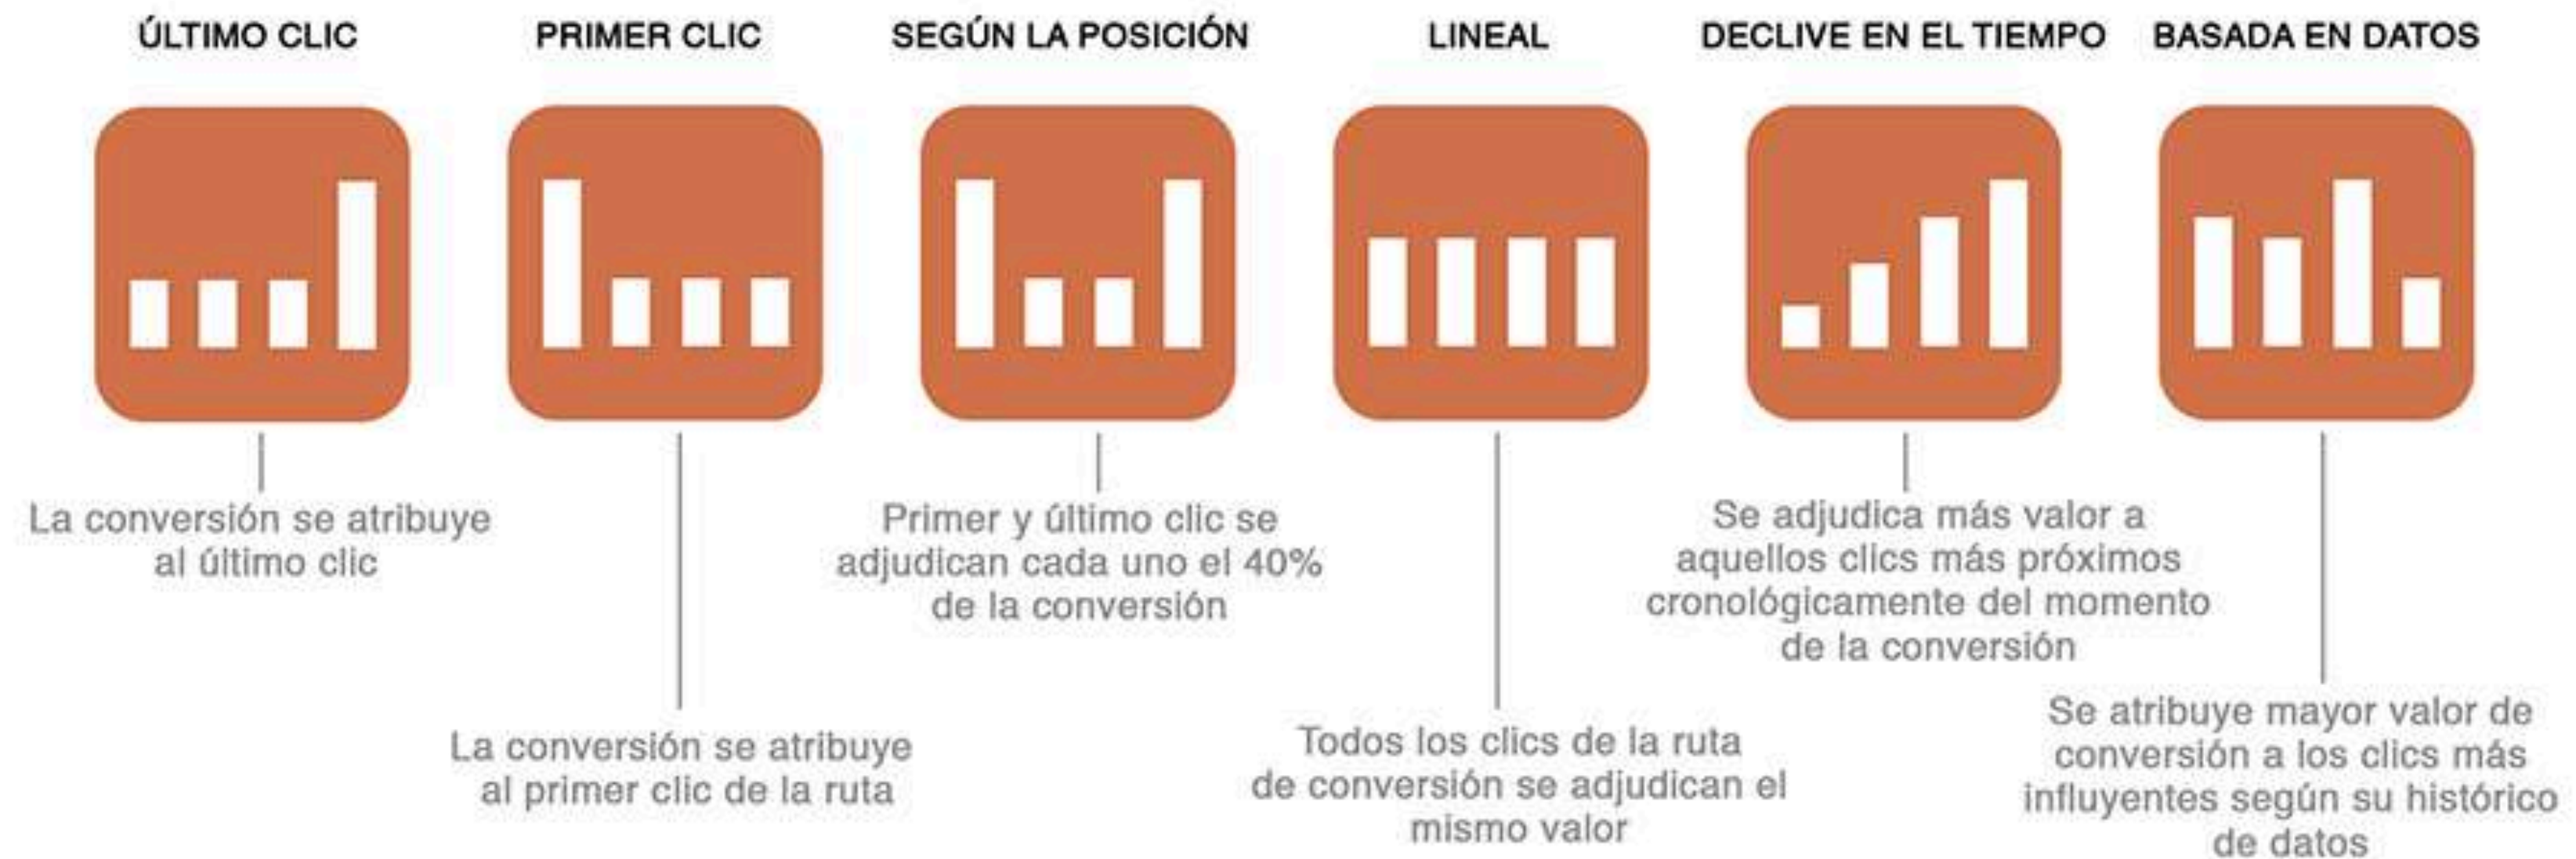 ÚLTIMO CLIC
PRIMER CLIC
SEGÚN LA POSICIÓN
LINEAL
DECLIVE EN EL TIEMPO
BASADA EN DATOS
La conversión se atribuye
al último clic
La conversión se atribuye
al primer clic de la ruta
Primer y último clic se
adjudican cada uno el 40%
de la conversión
Todos los clics de la ruta
de conversión se adjudican el
mismo valor
Se adjudica más valor a
aquellos clics más próximos
cronológicamente del momento
de la conversión
Se atribuye mayor valor de
conversión a los clics más
influyentes según su histórico
de datos